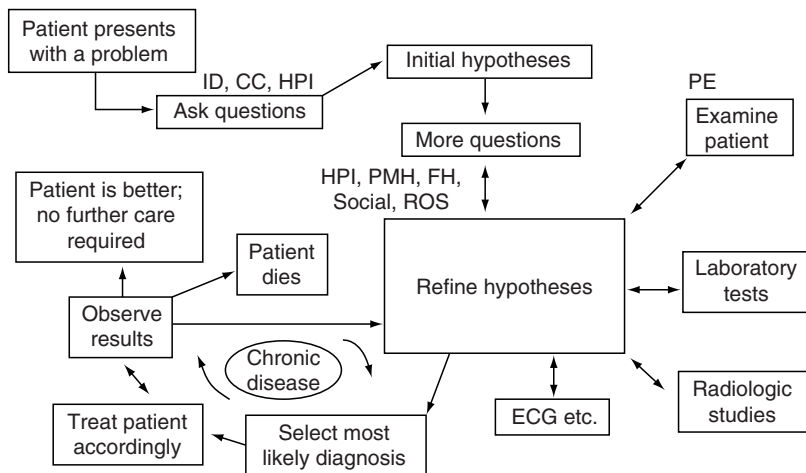 Patient presents
with a problem
ID, CC, HPI
Ask questions
Initial hypotheses
More questions
HPI, PMH, FH,
Social, ROS
PE
Examine
patient
Refine hypotheses
Laboratory
tests
Radiologic
studies
ECG etc.
Select most
likely diagnosis
Treat patient
accordingly
Chronic
disease
Observe
results
Patient
dies
Patient is better;
no further care
required